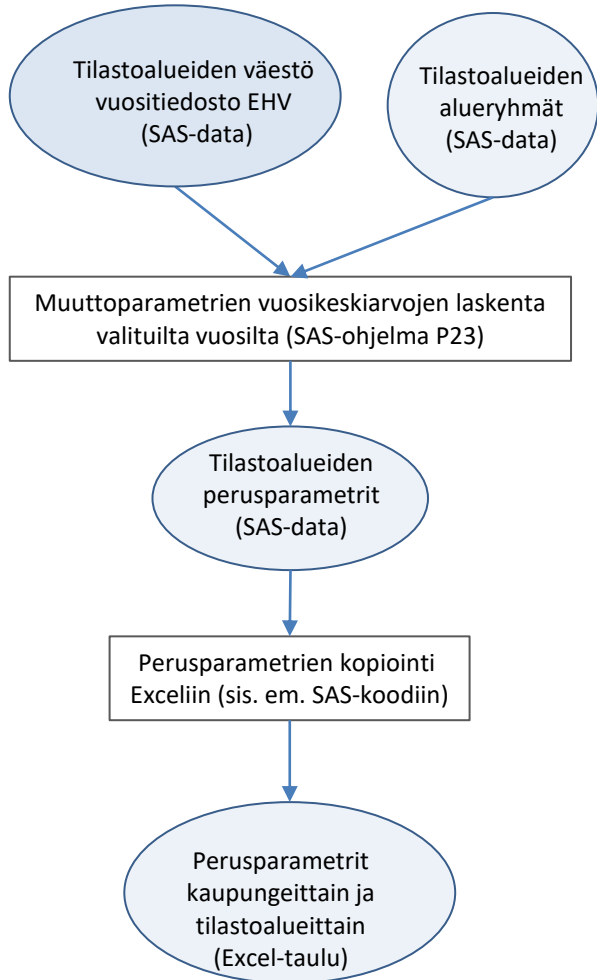 Tilastoalueiden väestö
vuositiedosto EHV
(SAS-data)
Tilastoalueiden
alueryhmät
(SAS-data)
Muuttoparametrien vuosikeskiarvojen laskenta
valituilta vuosilta (SAS-ohjelma P23)
Tilastoalueiden
perusparametrit
(SAS-data)
Perusparametrien kopiointi
Exceliin (sis. em. SAS-koodiin)
Perusparametrit
kaupungeittain ja
tilastoalueittain
(Excel-taulu)